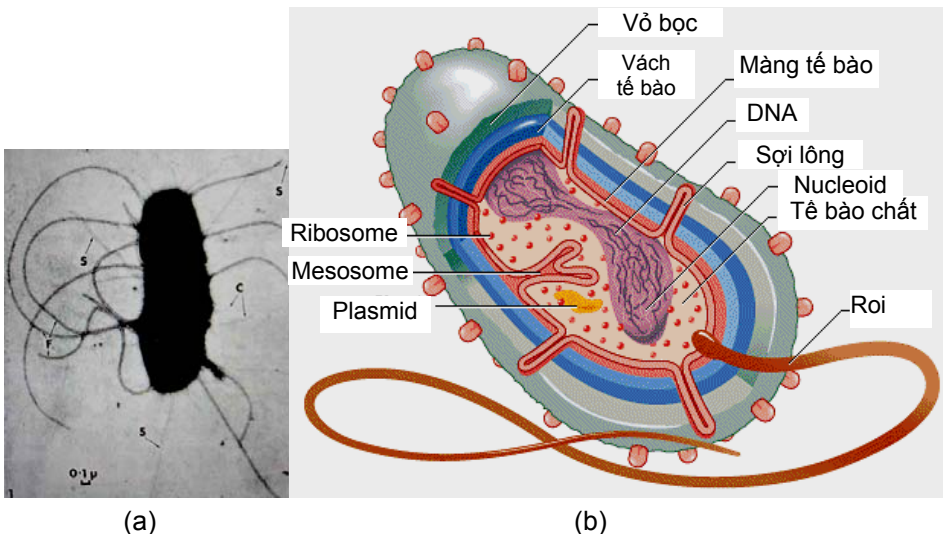 Vỏ bọc
Vách
tế bào
Màng tế bào
DNA
Sợi lông
Nucleoid
Tế bào chất
Ribosome
Mesosome
Plasmid
Roi
S
S
C
F
S
0·1μ
1
(a)
(b)